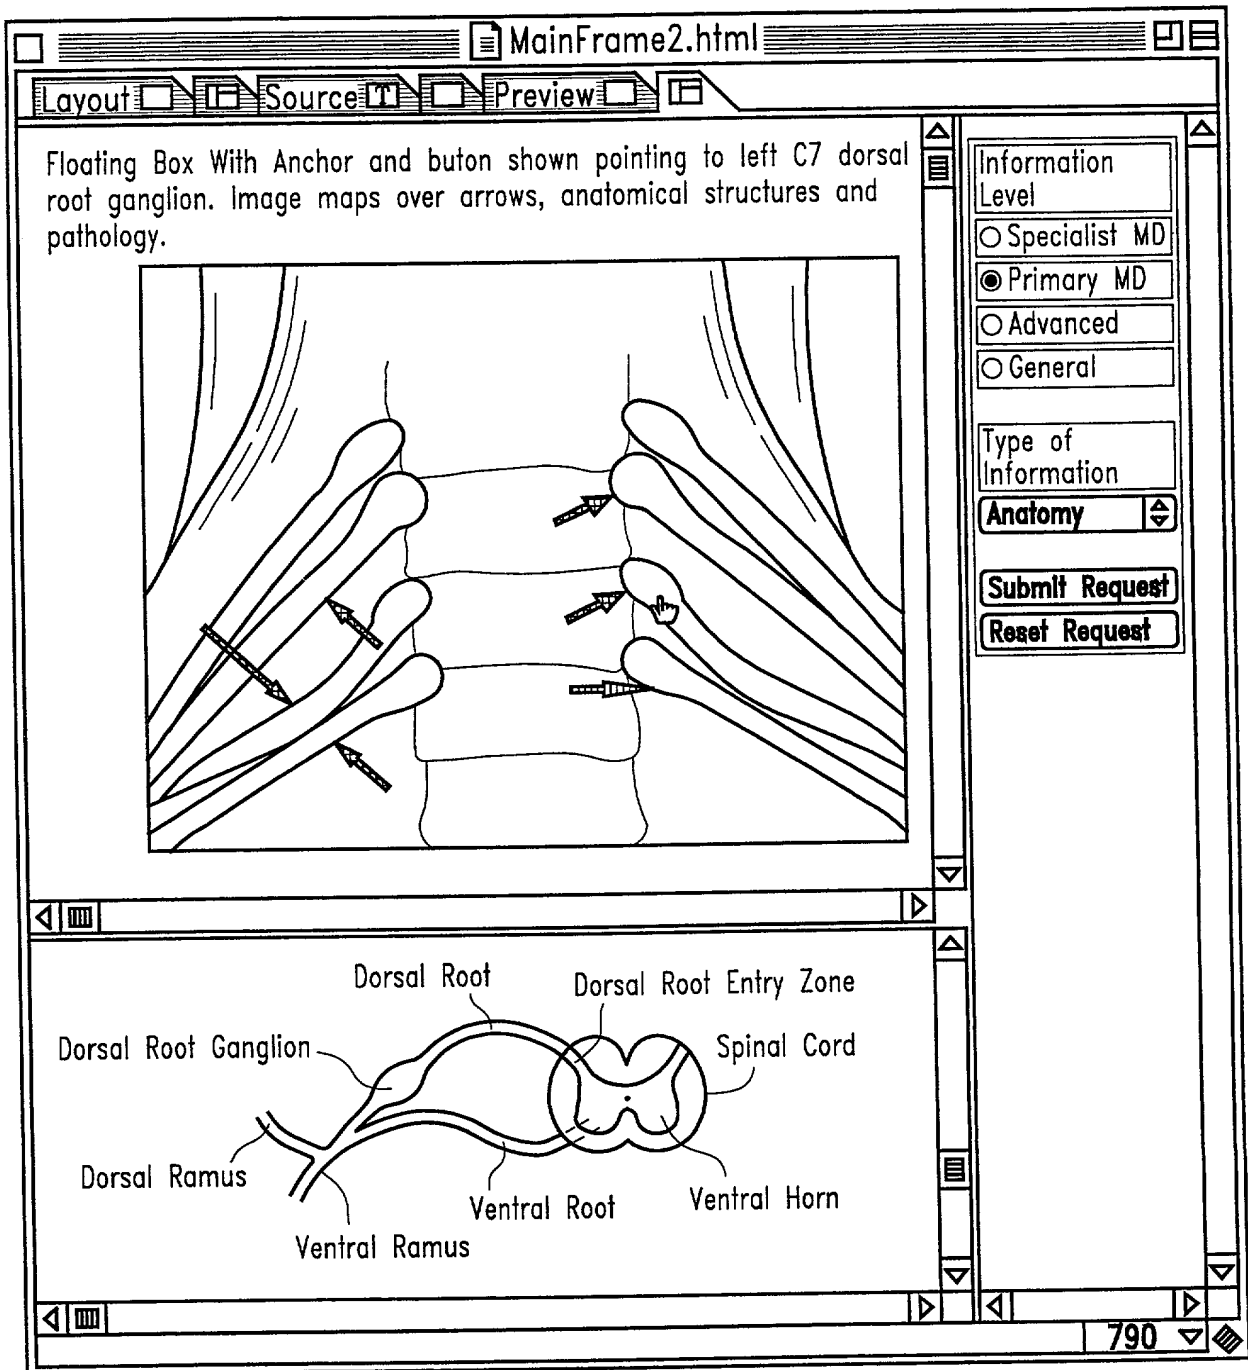 MainFrame2.html
Layout
Source T
Preview
Floating Box With Anchor and buton shown pointing to left C7 dorsal
root ganglion. Image maps over arrows, anatomical structures and
pathology.
Information
Level
Specialist MD
Primary MD
Advanced
General
Type of
Information
Anatomy
Submit Request
Reset Request
Dorsal Root
Dorsal Root Entry Zone
Dorsal Root Ganglion
Spinal Cord
Dorsal Ramus
Ventral Root
Ventral Horn
Ventral Ramus
790